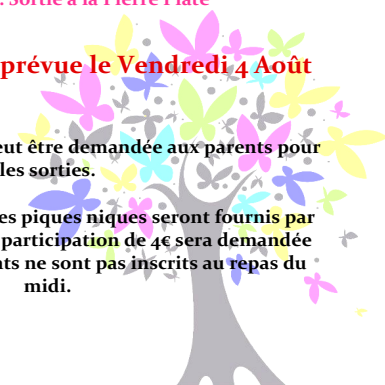 . Sortie à la Pierre Plate
prévue le Vendredi 4 Août
eut être demandée aux parents pour
les sorties.
es piques niques seront fournis par
participation de 4€ sera demandée
ts ne sont pas inscrits au repas du
midi.